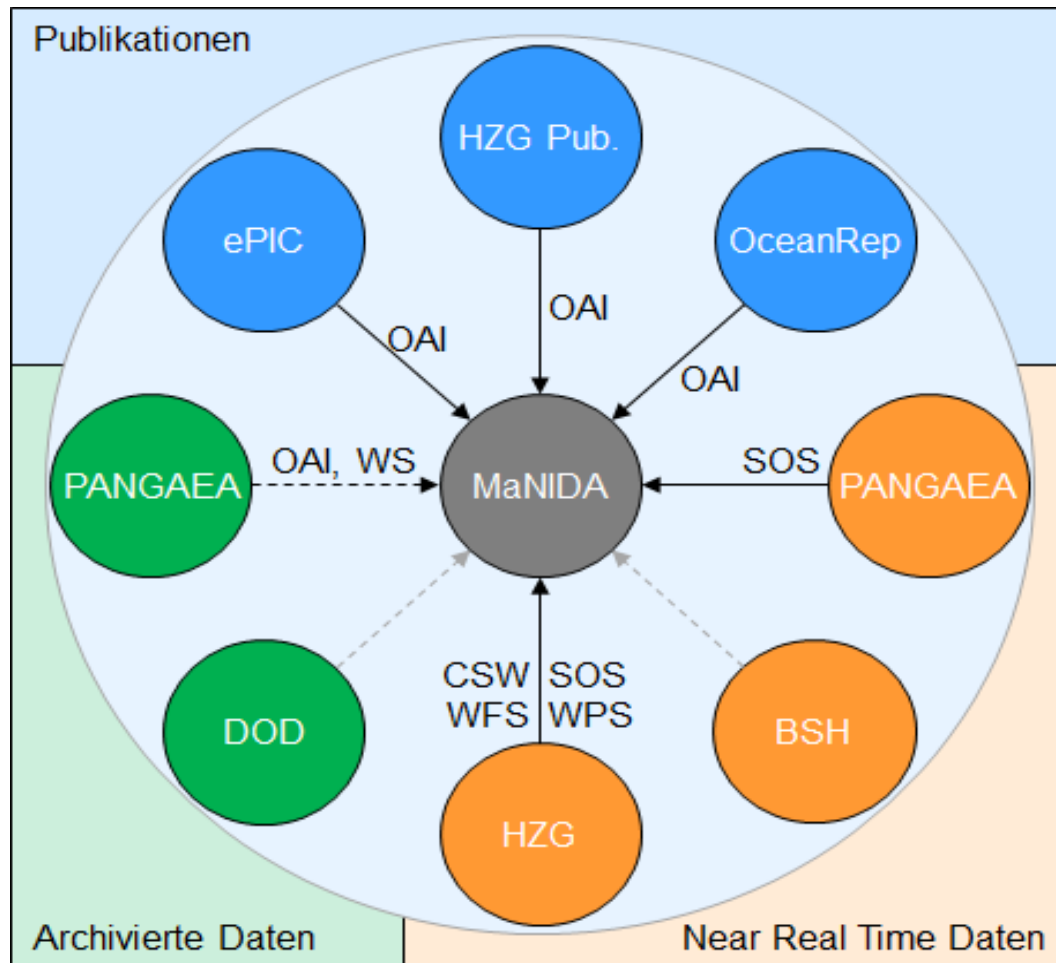 Publikationen
HZG Pub.
ePIC
OceanRep
OAI
OAI
OAI
PANGAEA
OAI, WS
MaNIDA
SOS
PANGAEA
CSW SOS
WFS WPS
DOD
BSH
HZG
Archivierte Daten
Near Real Time Daten